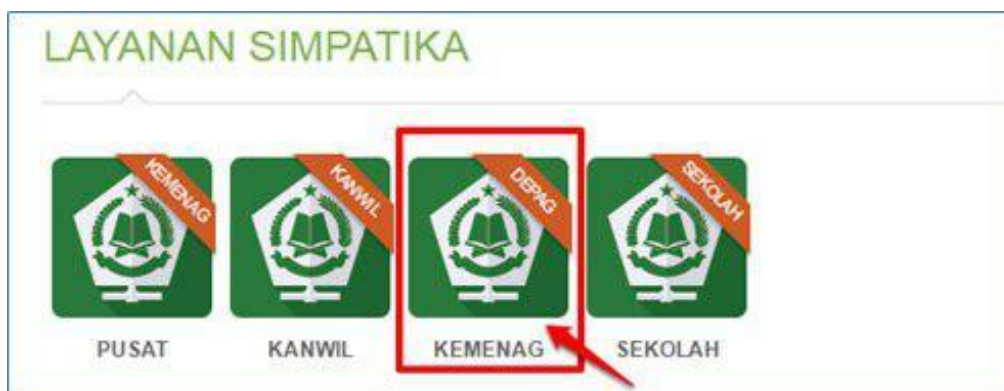 LAYANAN SIMPATIKA
KEMENAG
KANWIL
DEPAG
SEKOLAH
PUSAT
KANWIL
KEMENAG
SEKOLAH